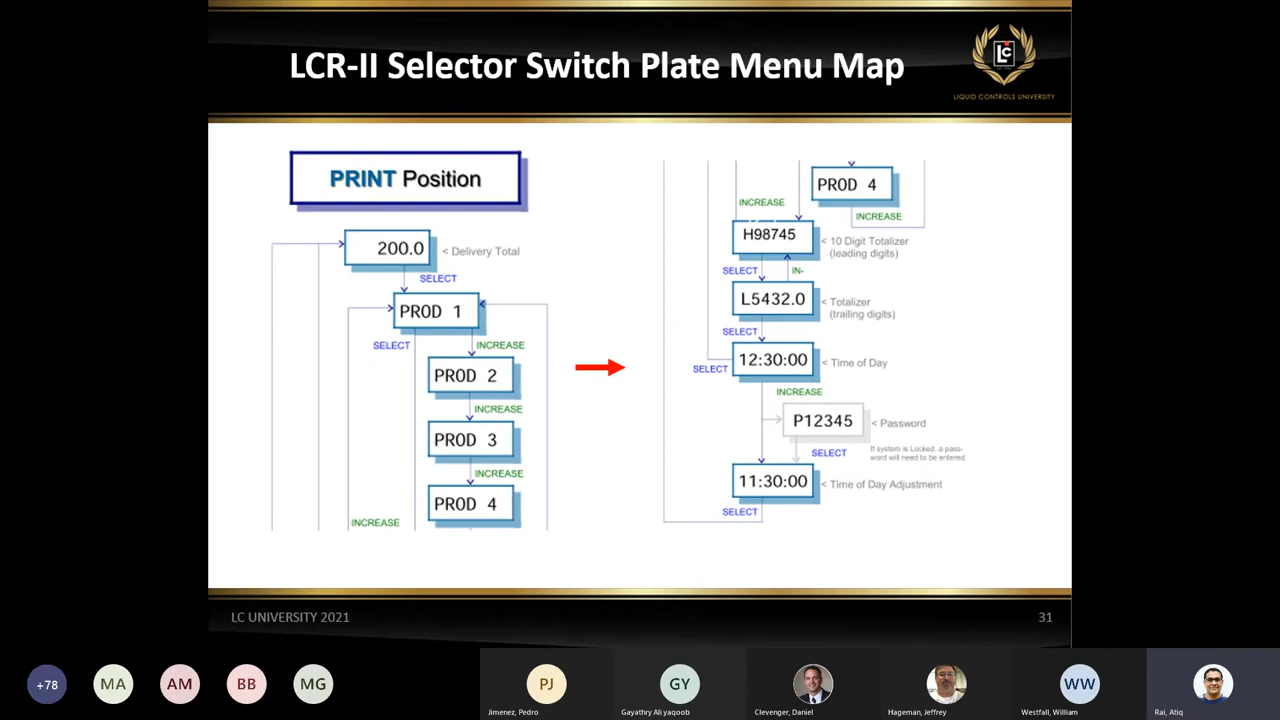 LCR-II Selector Switch Plate Menu Map
LC
LIQUID CONTROLS UNIVERSITY
PRINT Position
200.0
< Delivery Total
SELECT
PROD 1
SELECT
INCREASE
PROD 2
INCREASE
PROD 3
INCREASE
PROD 4
INCREASE
PROD 4
INCREASE
INCREASE
H98745
< 10 Digit Totalizer
(leading digits)
SELECT
IN-
L5432.0
< Totalizer
(trailing digits)
SELECT
12:30:00
< Time of Day
SELECT
INCREASE
P12345
< Password
If system is Locked, a pass-
word will need to be entered.
SELECT
11:30:00
< Time of Day Adjustment
SELECT
LC UNIVERSITY 2021
31
+78
MA
AM
BB
MG
PJ
GY
WW
Jimenez, Pedro
Gayathry Ali yaqoob
Clevenger, Daniel
Hageman, Jeffrey
Westfall, William
Rai, Atiq